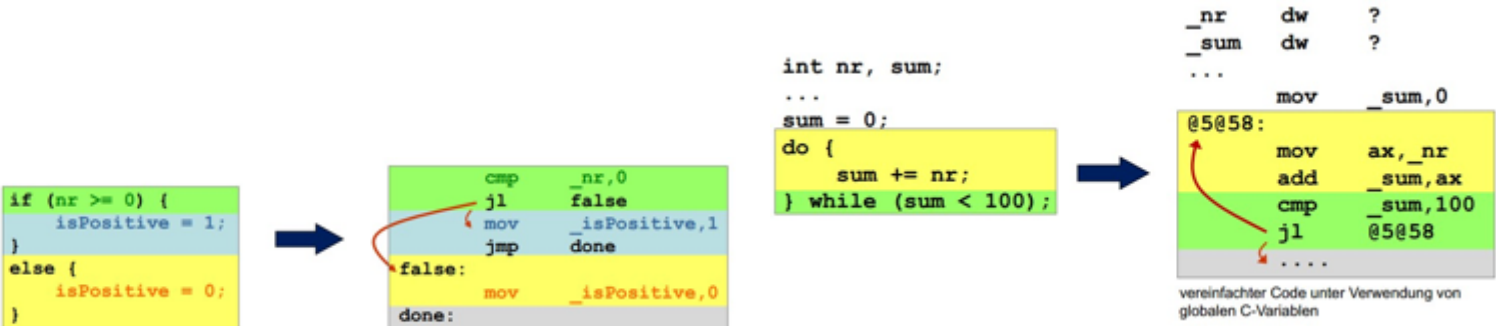 if (nr >= 0) {
isPositive = 1;
}
else {
isPositive = 0;
}
cmp _nr,0
jl false
mov _isPositive,1
jmp done
false:
mov _isPositive,0
done:
int nr, sum;
...
sum = 0;
do {
sum += nr;
} while (sum < 100);
_nr dw ?
_sum dw ?
...
mov _sum,0
@5@58:
mov ax,_nr
add _sum,ax
cmp _sum,100
jl @5@58
....
vereinfachter Code unter Verwendung von
globalen C-Variablen